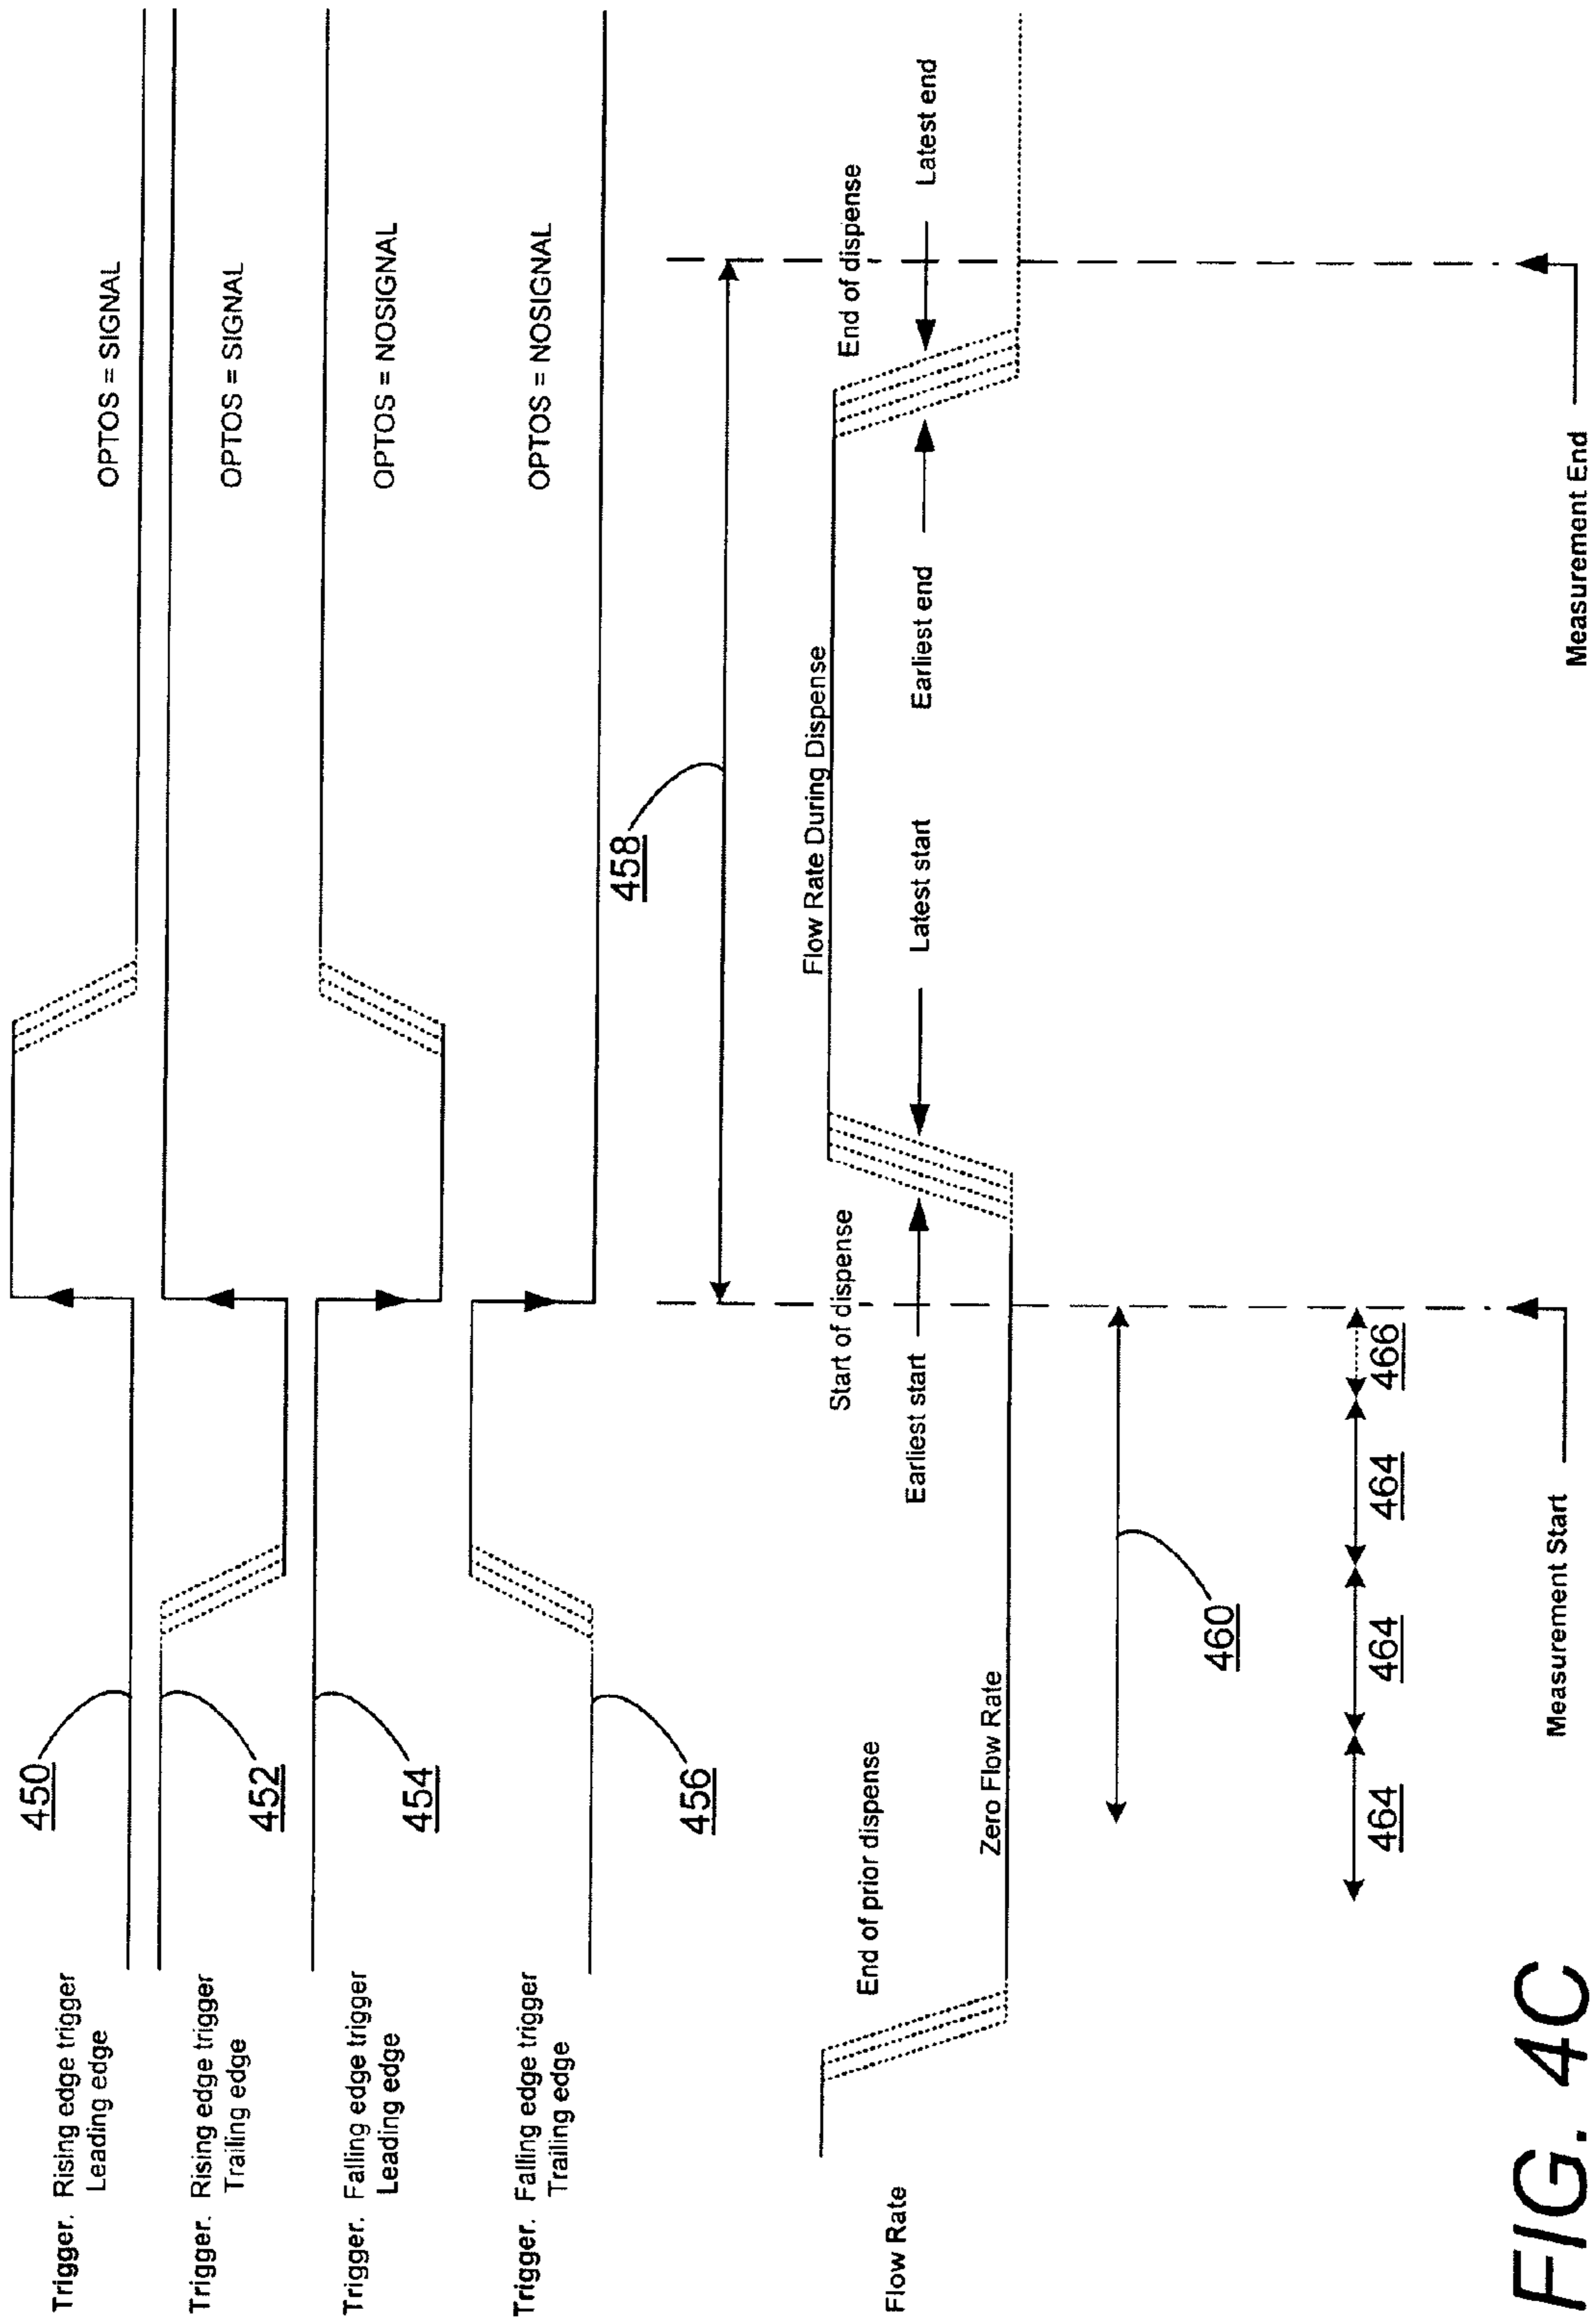 Trigger. Rising edge trigger
Leading edge
450
OPTOS = SIGNAL
Trigger. Rising edge trigger
Trailing edge
452
OPTOS = SIGNAL
Trigger. Falling edge trigger
Leading edge
454
OPTOS = NOSIGNAL
Trigger. Falling edge trigger
Trailing edge
456
OPTOS = NOSIGNAL
458
Flow Rate
End of prior dispense
Zero Flow Rate
Start of dispense
Earliest start
Latest start
Flow Rate During Dispense
Earliest end
End of dispense
Latest end
460
464
464
464
466
Measurement Start
Measurement End
FIG. 4C